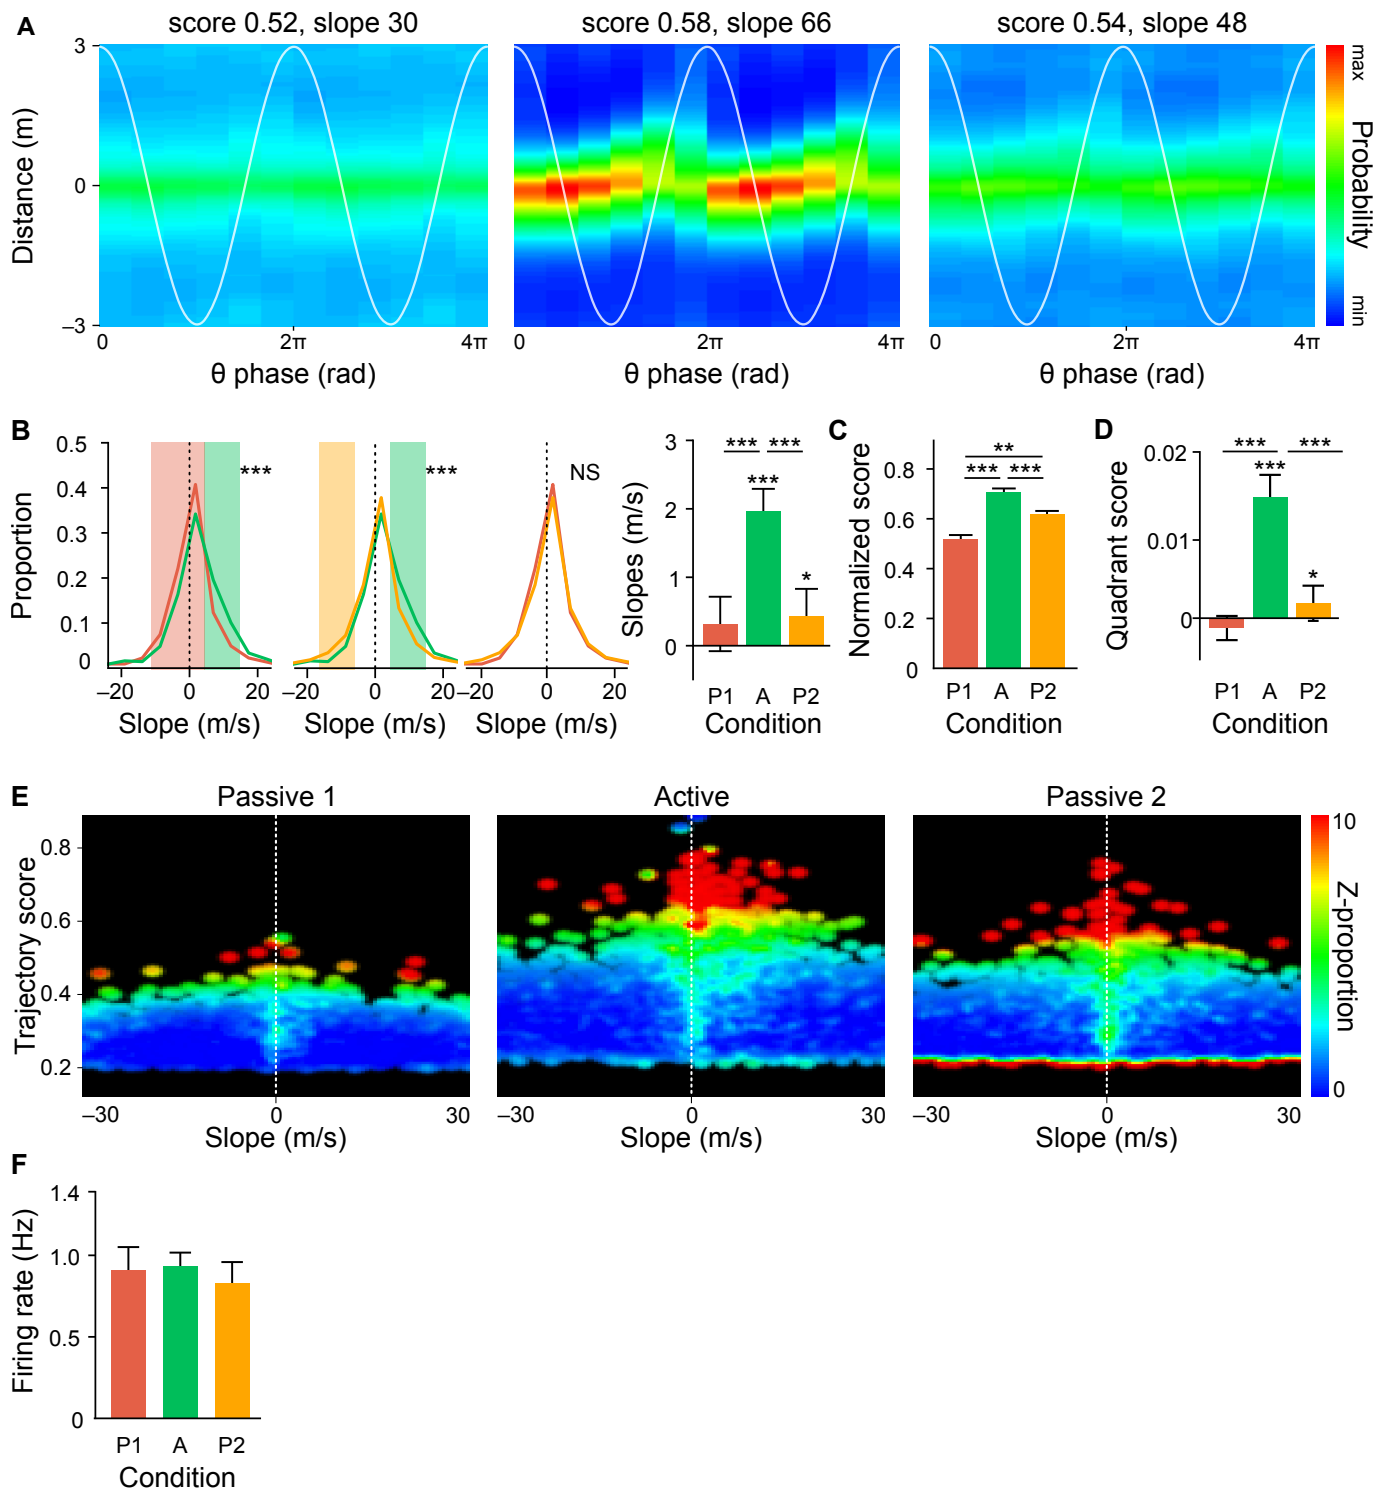 A
score 0.52, slope 30
score 0.58, slope 66
score 0.54, slope 48
Distance (m)
3
0
–3
0 2π 4π
0 2π 4π
0 2π 4π
θ phase (rad)
θ phase (rad)
θ phase (rad)
max
Probability
min
B
Proportion
0.5
0.4
0.3
0.2
0.1
0
***
***
NS
–20 0 20
–20 0 20
–20 0 20
Slope (m/s)
Slope (m/s)
Slope (m/s)
Slopes (m/s)
3
2
1
0
*** ***
***
*
P1 A P2
Condition
C
Normalized score
0.8
0.6
0.4
0.2
0
**
*** ***
P1 A P2
Condition
D
Quadrant score
0.02
0.01
0
*** ***
***
*
P1 A P2
Condition
E
Passive 1
Active
Passive 2
Trajectory score
0.8
0.6
0.4
0.2
–30 0 30
–30 0 30
–30 0 30
Slope (m/s)
Slope (m/s)
Slope (m/s)
10
Z-proportion
0
F
Firing rate (Hz)
1.4
1.0
0.5
0
P1 A P2
Condition